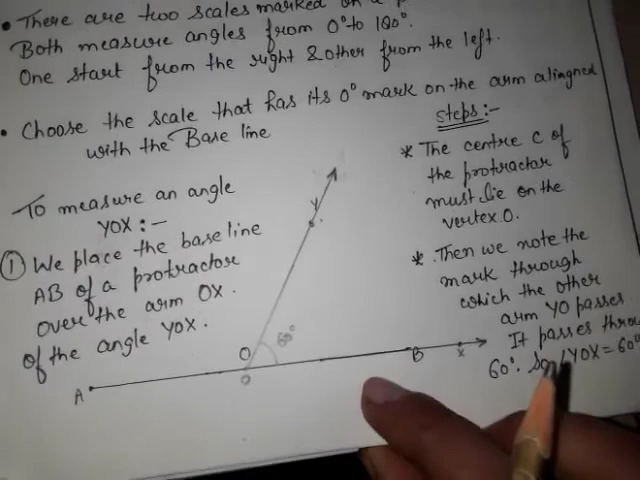 • There are two scales marked on a
Both measure angles from 0° to 180°.
One start from the right & other from the left.
• Choose the scale that has its 0° mark on the arm alingned
with the Base line
To measure an angle
YOX :-
① We place the base line
AB of a protractor
over the arm OX.
of the angle YOX.
steps:-
* The centre C of
the protractor
must lie on the
vertex O.
* Then we note the
mark through
which the other
arm YO passes
It passes throu
60°. So ∠YOX = 60°
Y
O
60°
B
X
A